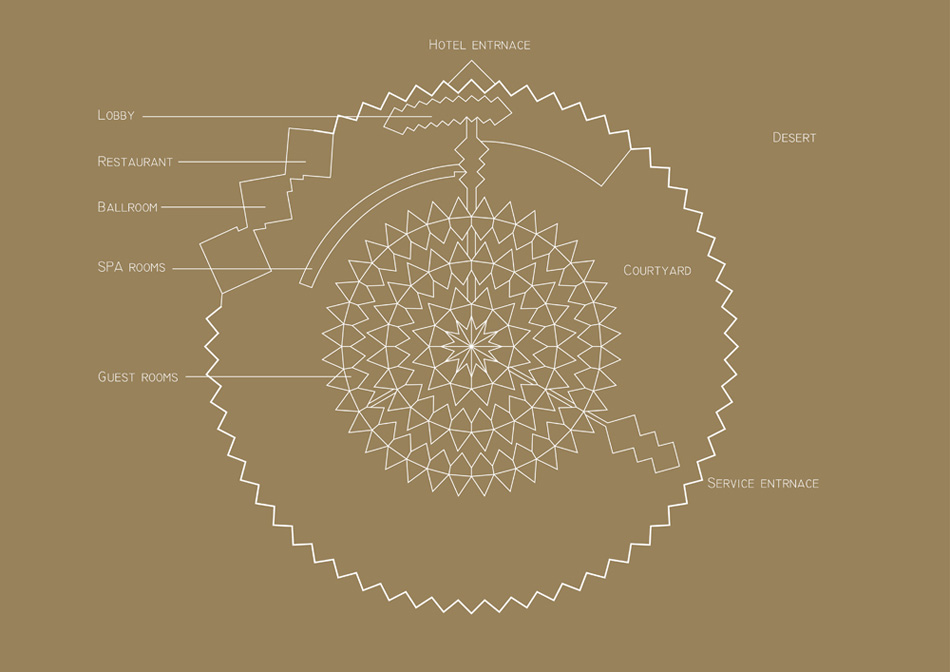 Hotel entrnace
Lobby
Desert
Restaurant
Ballroom
SPA rooms
Courtyard
Guest rooms
Service entrnace